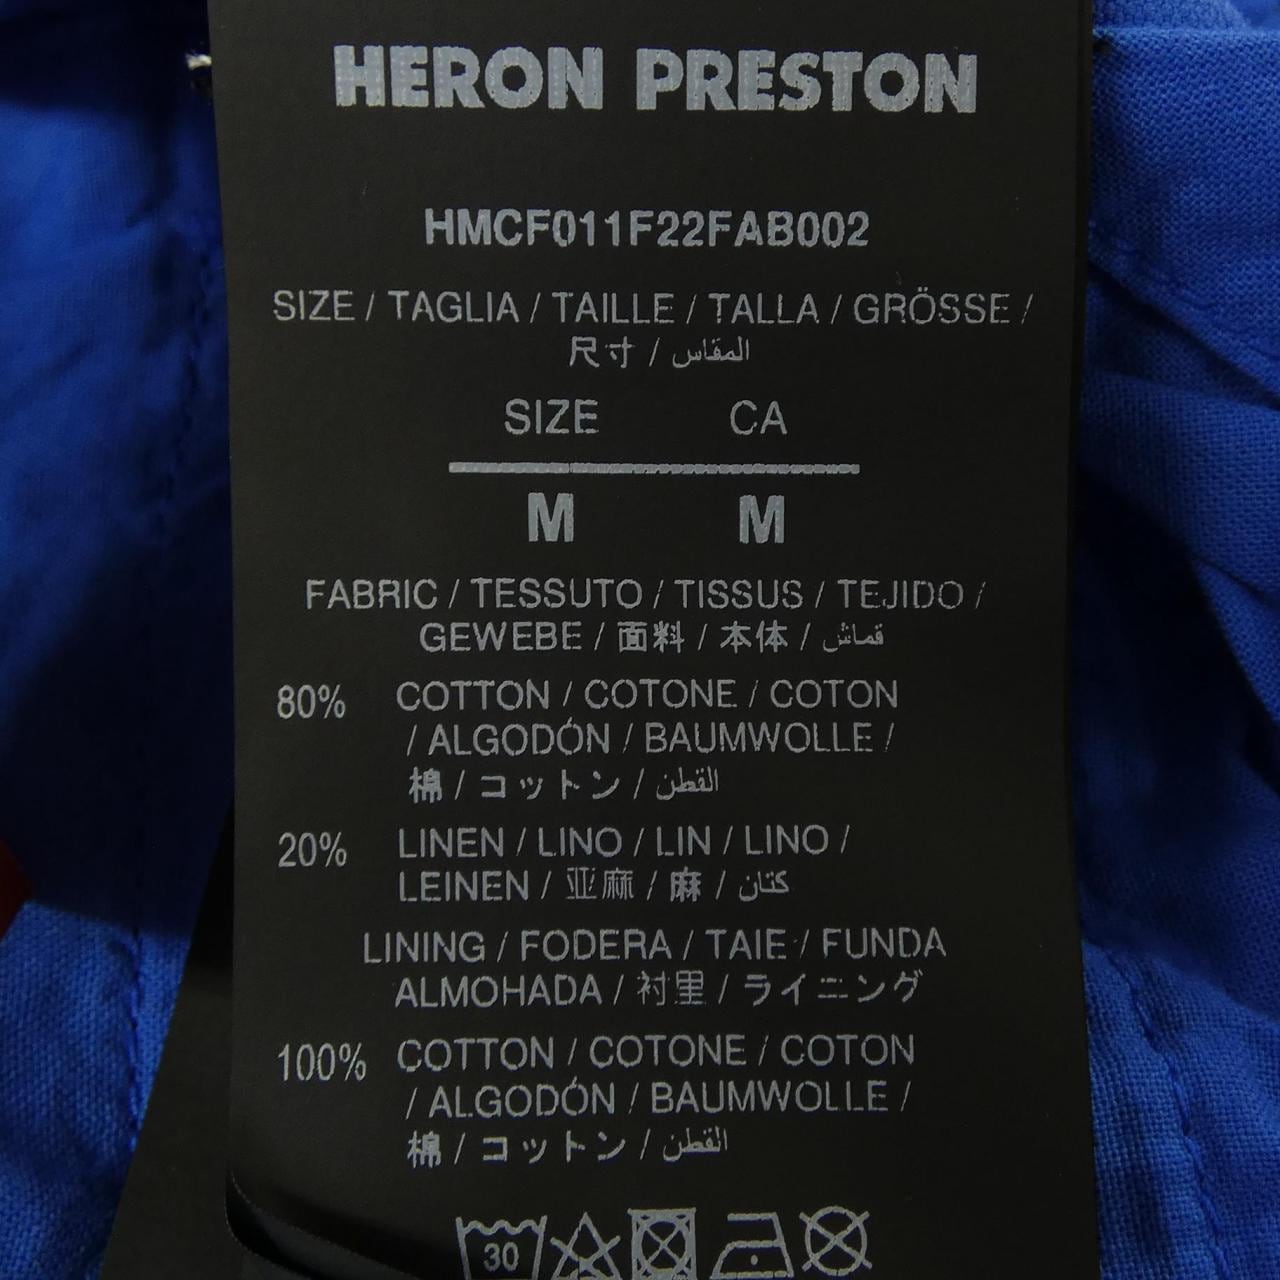 HERON PRESTON
HMCF011F22FAB002
SIZE / TAGLIA / TAILLE / TALLA / GRÖSSE /
尺寸 / المقاس
SIZE CA
M M
FABRIC / TESSUTO / TISSUS / TEJIDO /
GEWEBE / 面料 / 本体 / قماش
80% COTTON / COTONE / COTON
/ ALGODÓN / BAUMWOLLE /
棉 / コットン / القطن
20% LINEN / LINO / LIN / LINO /
LEINEN / 亚麻 / 麻 / كتان
LINING / FODERA / TAIE / FUNDA
ALMOHADA / 衬里 / ライニング
100% COTTON / COTONE / COTON
/ ALGODÓN / BAUMWOLLE /
棉 / コットン / القطن
30